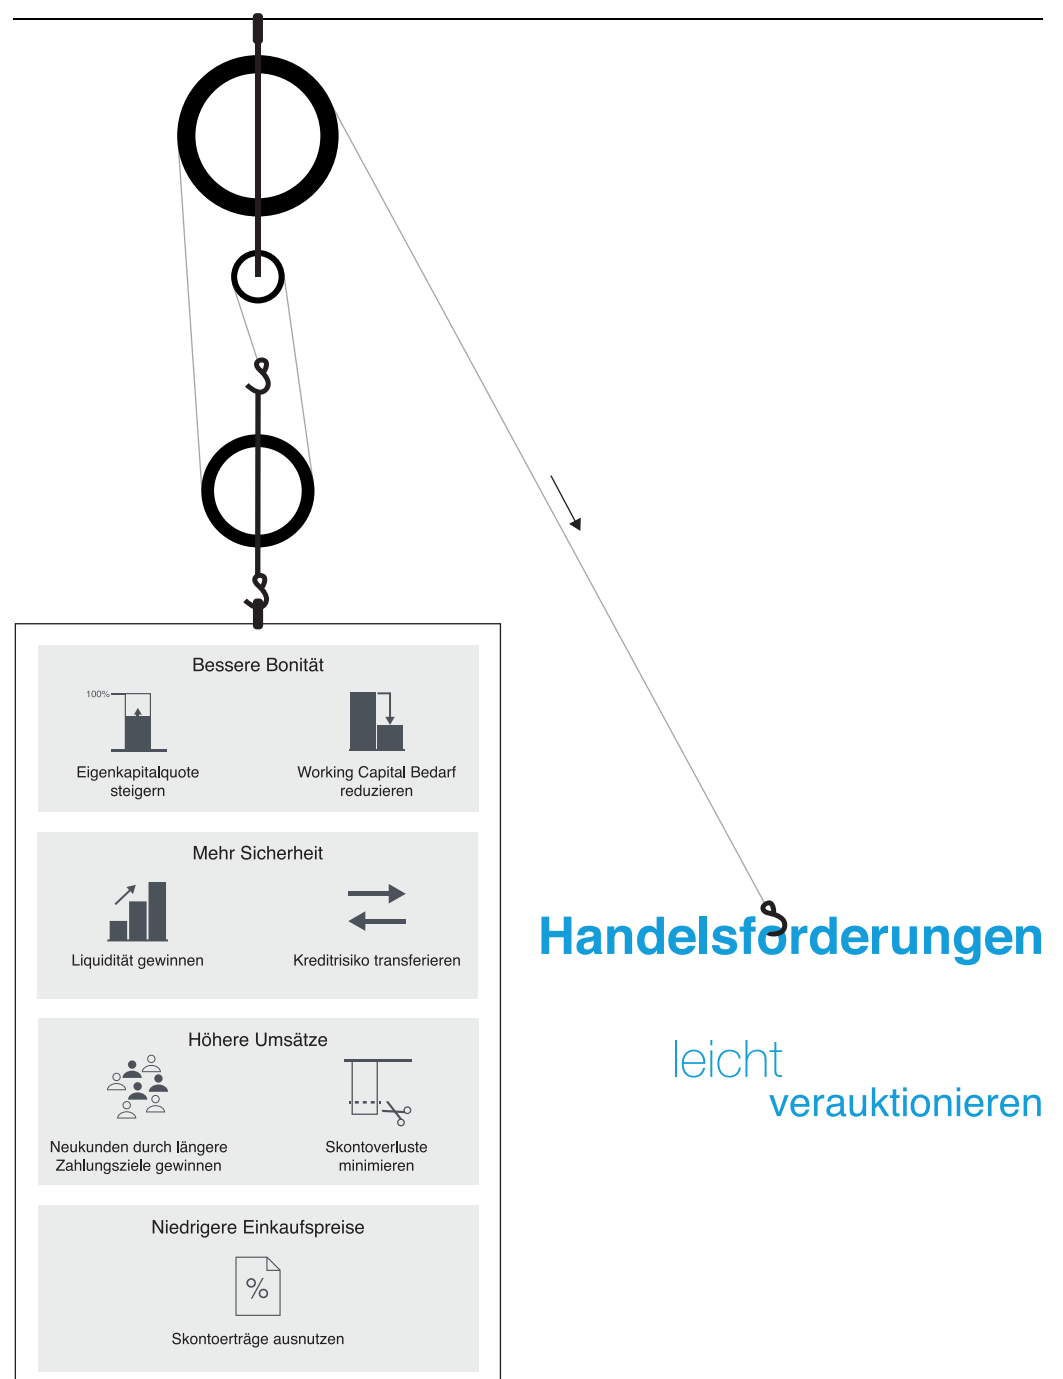 Bessere Bonität
100%
Eigenkapitalquote
steigern
Working Capital Bedarf
reduzieren
Mehr Sicherheit
Liquidität gewinnen
Kreditrisiko transferieren
Höhere Umsätze
Neukunden durch längere
Zahlungsziele gewinnen
Skontoverluste
minimieren
Niedrigere Einkaufspreise
%
Skontoerträge ausnutzen
Handelsforderungen
leicht
verauktionieren